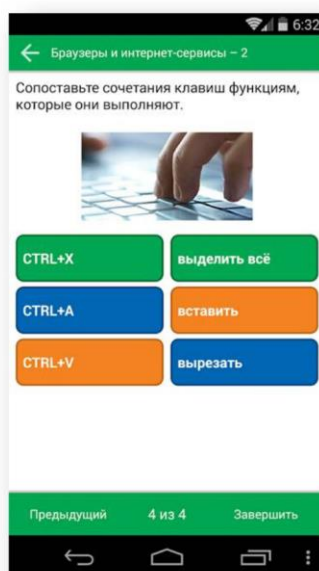 6:32
Браузеры и интернет-сервисы – 2
Сопоставьте сочетания клавиш функциям,
которые они выполняют.
CTRL+X
выделить всё
CTRL+A
вставить
CTRL+V
вырезать
Предыдущий 4 из 4 Завершить